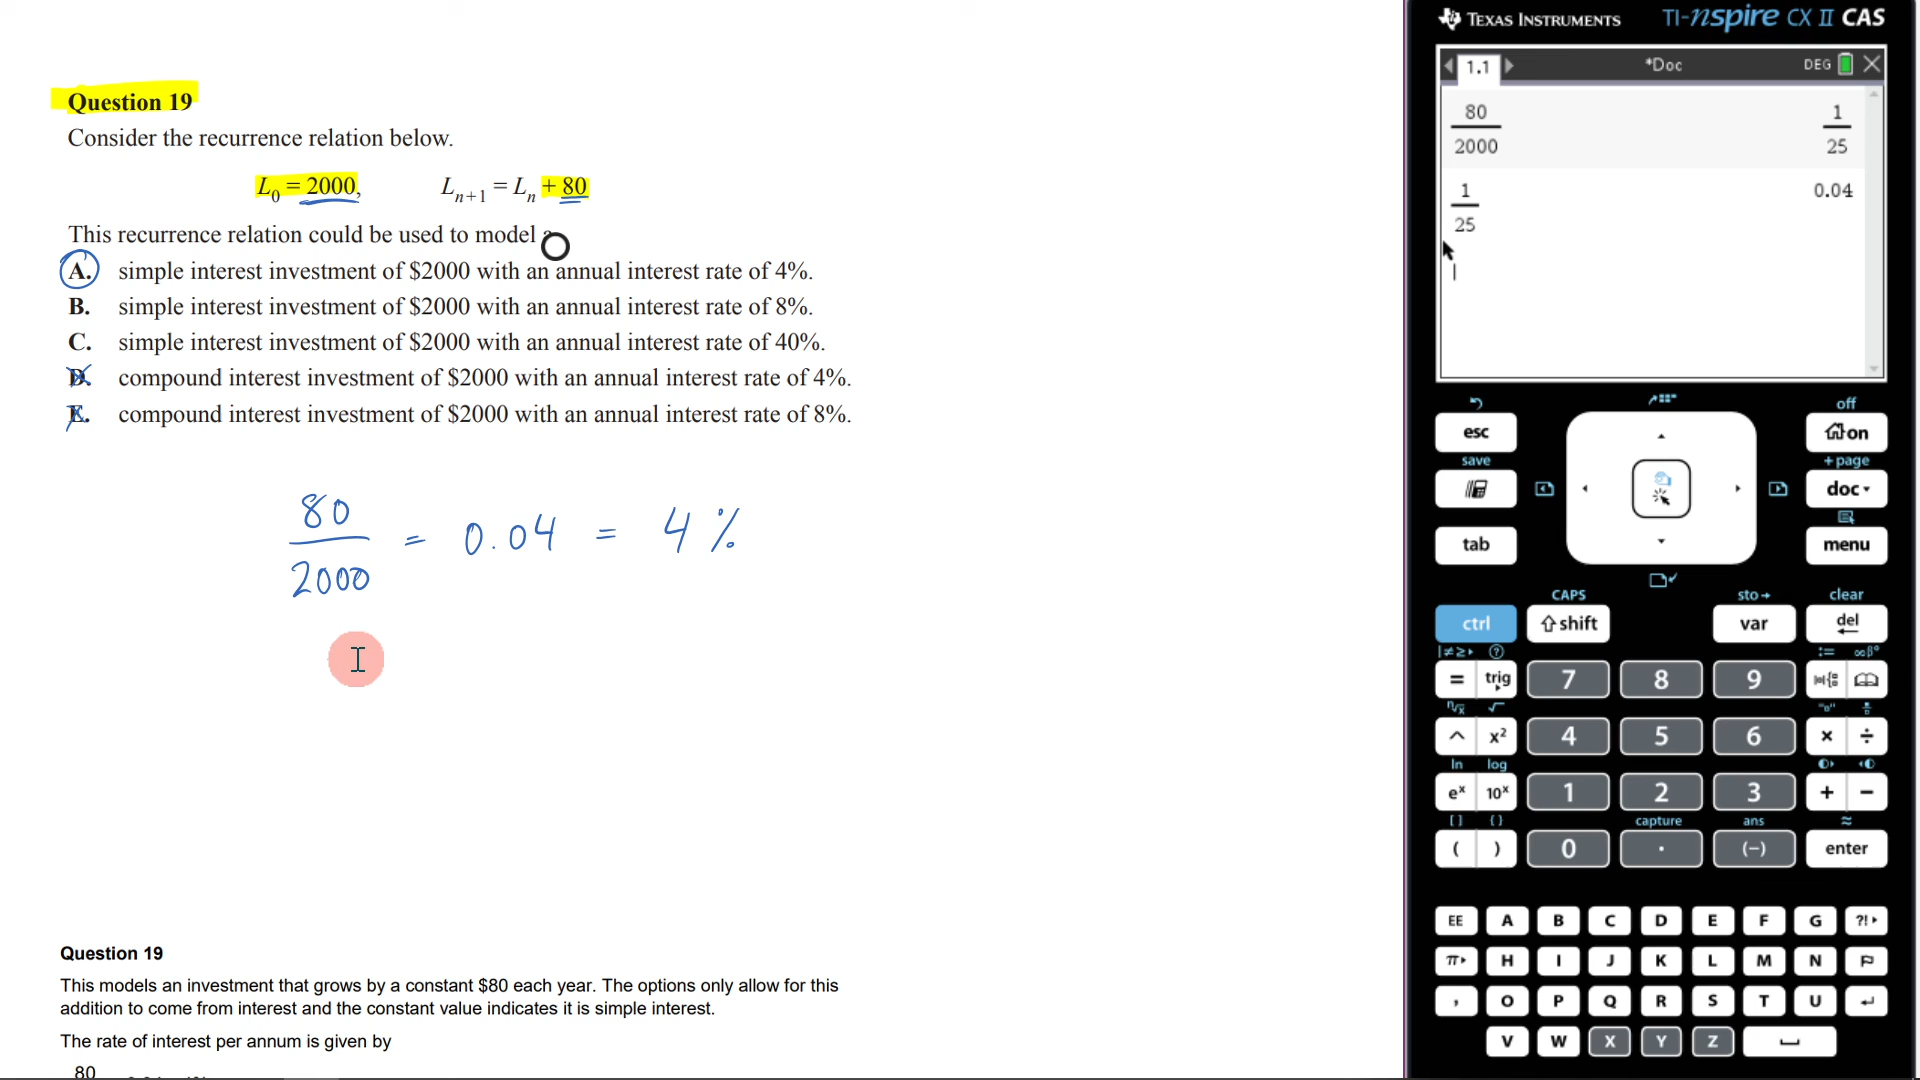 Question 19
Consider the recurrence relation below.
L0 = 2000, Ln+1 = Ln + 80
This recurrence relation could be used to model a
A. simple interest investment of $2000 with an annual interest rate of 4%.
B. simple interest investment of $2000 with an annual interest rate of 8%.
C. simple interest investment of $2000 with an annual interest rate of 40%.
D. compound interest investment of $2000 with an annual interest rate of 4%.
E. compound interest investment of $2000 with an annual interest rate of 8%.
80/2000 = 0.04 = 4 %
Question 19
This models an investment that grows by a constant $80 each year. The options only allow for this
addition to come from interest and the constant value indicates it is simple interest.
The rate of interest per annum is given by
80
TEXAS INSTRUMENTS TI-nspire CX II CAS
1.1 *Doc DEG
80/2000 1/25
1/25 0.04
off
esc on
save + page
doc
tab menu
CAPS sto→ clear
ctrl shift var del
|≠≥▸ ? := ∞β°
= trig 7 8 9
ⁿ√x √ "□"
^ x² 4 5 6 × ÷
ln log
eˣ 10ˣ 1 2 3 + −
[ ] { } capture ans ≈
( ) 0 . (−) enter
EE A B C D E F G ?!▸
π▸ H I J K L M N
, O P Q R S T U ↵
V W X Y Z